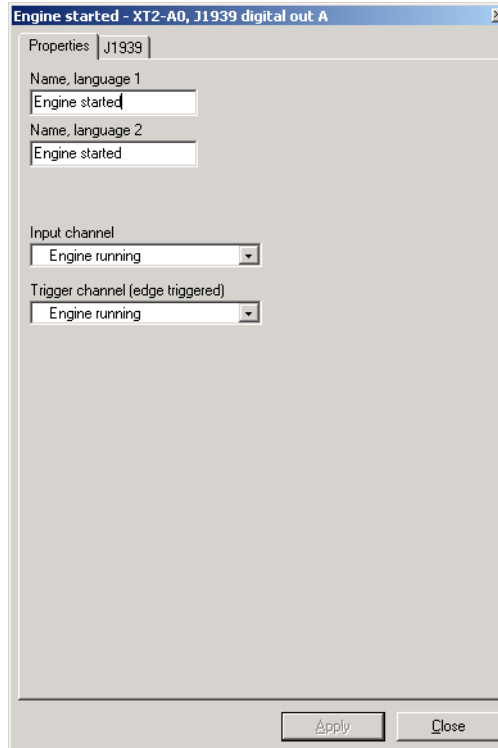 Engine started - XT2-A0, J1939 digital out A
Properties J1939
Name, language 1
Engine started
Name, language 2
Engine started
Input channel
Engine running
Trigger channel (edge triggered)
Engine running
Apply Close